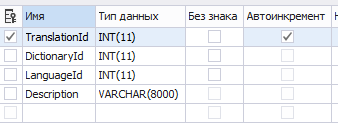 Имя Тип данных Без знака Автоинкремент
TranslationId INT(11)
DictionaryId INT(11)
LanguageId INT(11)
Description VARCHAR(8000)